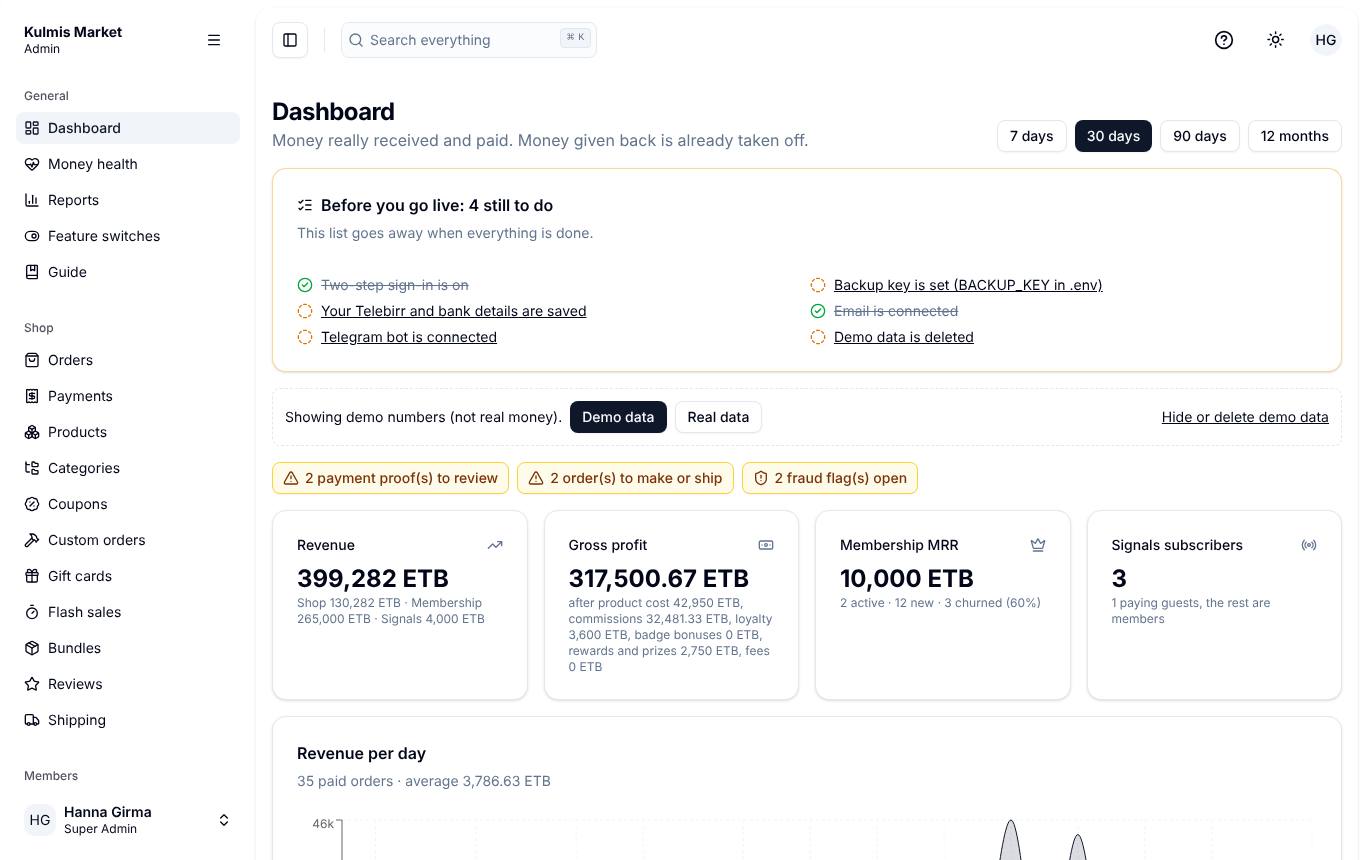 Kulmis Market
Admin
General
Dashboard
Money health
Reports
Feature switches
Guide
Shop
Orders
Payments
Products
Categories
Coupons
Custom orders
Gift cards
Flash sales
Bundles
Reviews
Shipping
Members
HG
Hanna Girma
Super Admin
Search everything
⌘ K
HG
Dashboard
Money really received and paid. Money given back is already taken off.
7 days
30 days
90 days
12 months
Before you go live: 4 still to do
This list goes away when everything is done.
Two-step sign-in is on
Backup key is set (BACKUP_KEY in .env)
Your Telebirr and bank details are saved
Email is connected
Telegram bot is connected
Demo data is deleted
Showing demo numbers (not real money).
Demo data
Real data
Hide or delete demo data
2 payment proof(s) to review
2 order(s) to make or ship
2 fraud flag(s) open
Revenue
399,282 ETB
Shop 130,282 ETB · Membership
265,000 ETB · Signals 4,000 ETB
Gross profit
317,500.67 ETB
after product cost 42,950 ETB,
commissions 32,481.33 ETB, loyalty
3,600 ETB, badge bonuses 0 ETB,
rewards and prizes 2,750 ETB, fees
0 ETB
Membership MRR
10,000 ETB
2 active · 12 new · 3 churned (60%)
Signals subscribers
3
1 paying guests, the rest are
members
Revenue per day
35 paid orders · average 3,786.63 ETB
46k